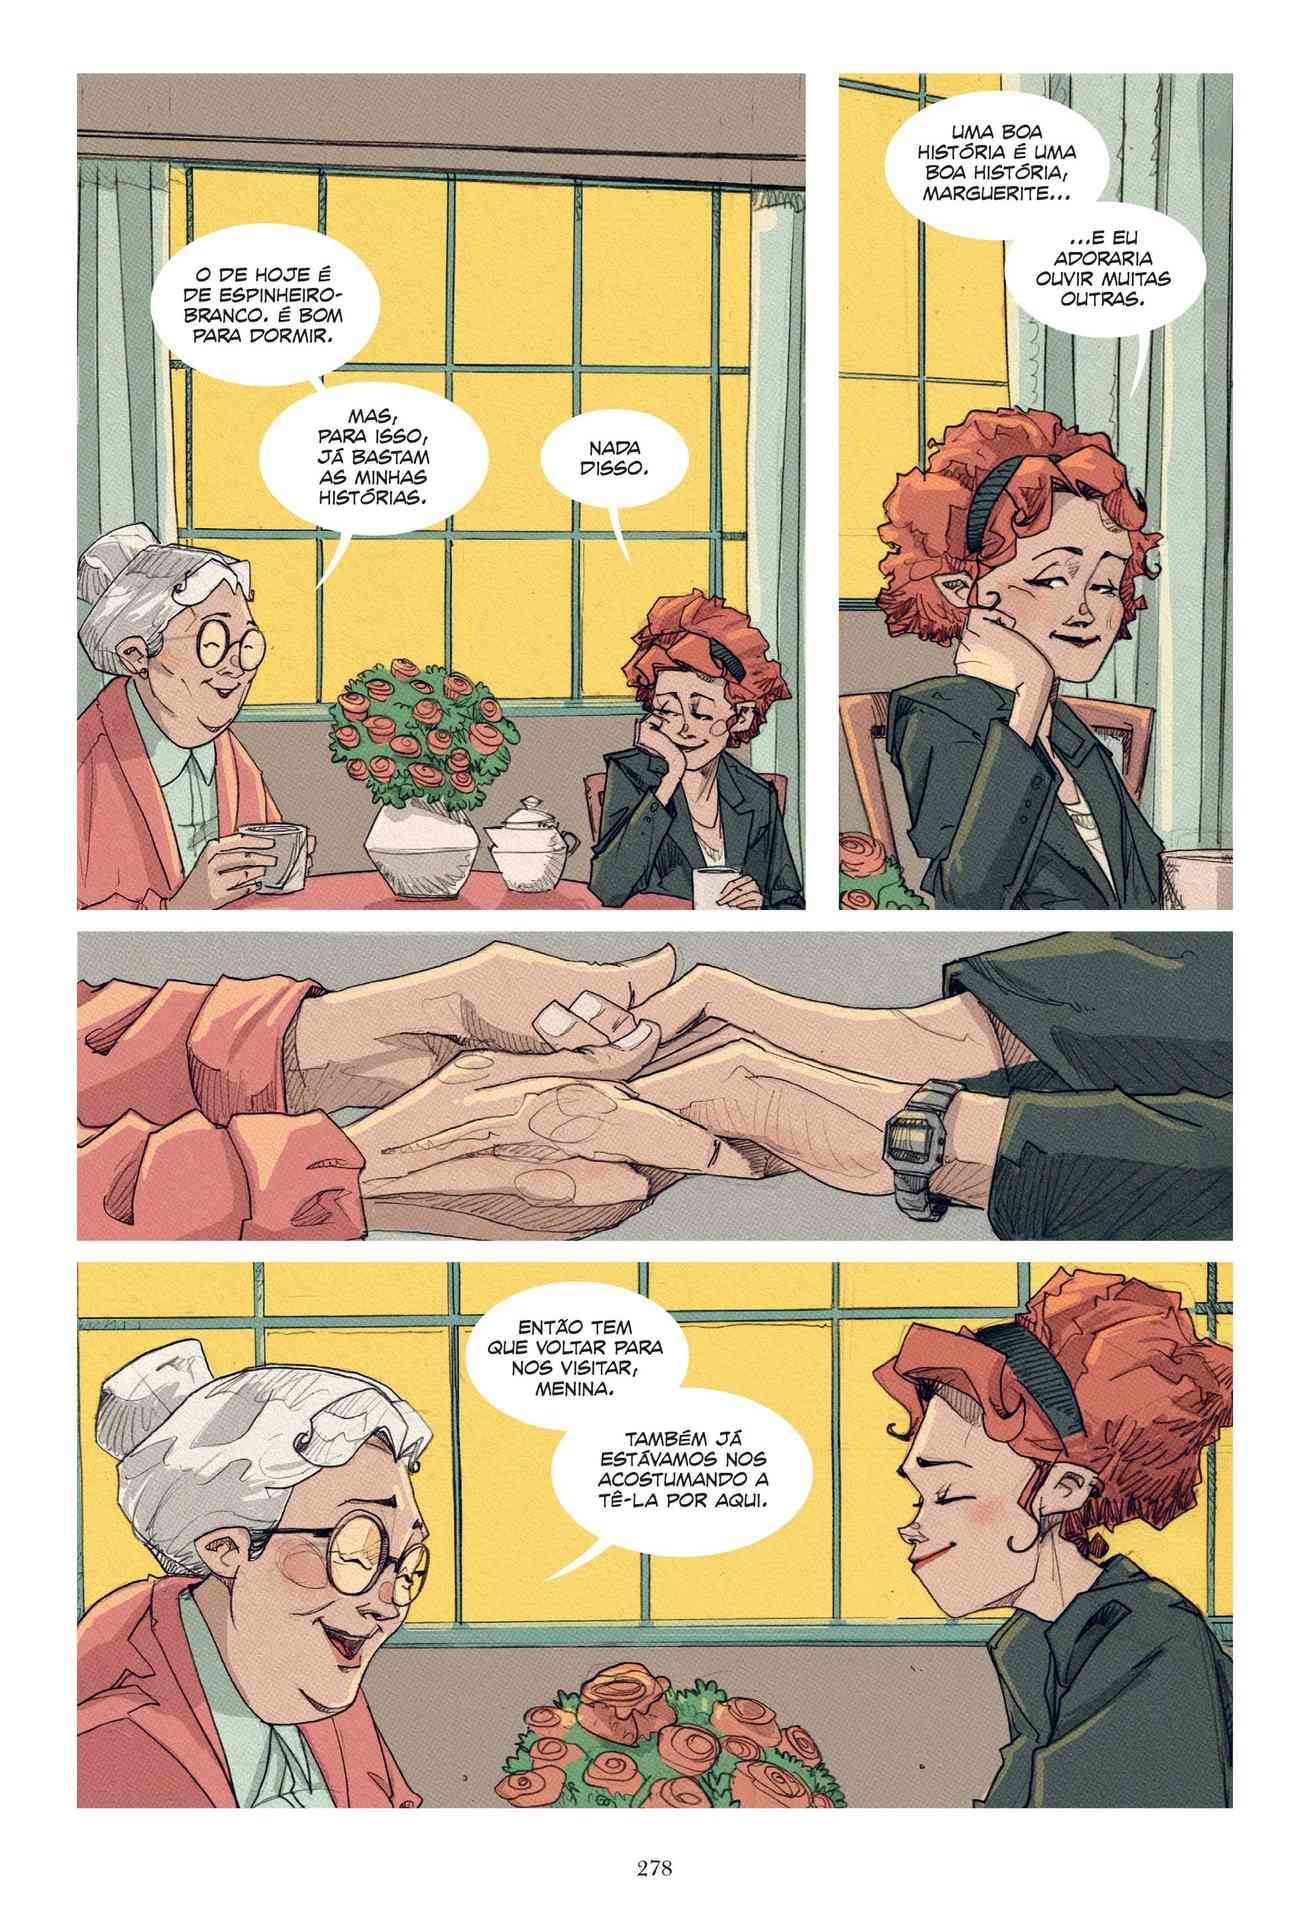 O DE HOJE É
DE ESPINHEIRO-
BRANCO. É BOM
PARA DORMIR.
MAS,
PARA ISSO,
JÁ BASTAM
AS MINHAS
HISTÓRIAS.
NADA
DISSO.
UMA BOA
HISTÓRIA É UMA
BOA HISTÓRIA,
MARGUERITE...
...E EU
ADORARIA
OUVIR MUITAS
OUTRAS.
ENTÃO TEM
QUE VOLTAR PARA
NOS VISITAR,
MENINA.
TAMBÉM JÁ
ESTÁVAMOS NOS
ACOSTUMANDO A
TÊ-LA POR AQUI.
278